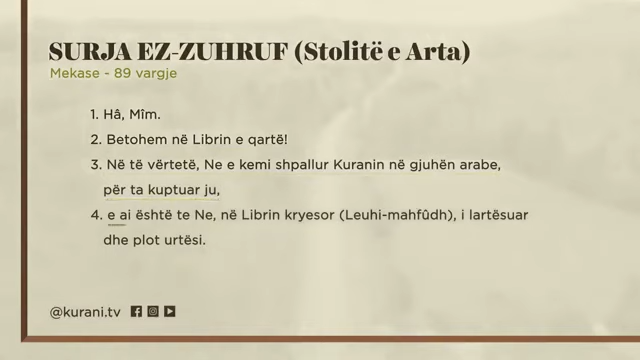 SURJA EZ-ZUHRUF (Stolitë e Arta)
Mekase - 89 vargje
1. Hâ, Mîm.
2. Betohem në Librin e qartë!
3. Në të vërtetë, Ne e kemi shpallur Kuranin në gjuhën arabe,
për ta kuptuar ju,
4. e ai është te Ne, në Librin kryesor (Leuhi-mahfûdh), i lartësuar
dhe plot urtësi.
@kurani.tv